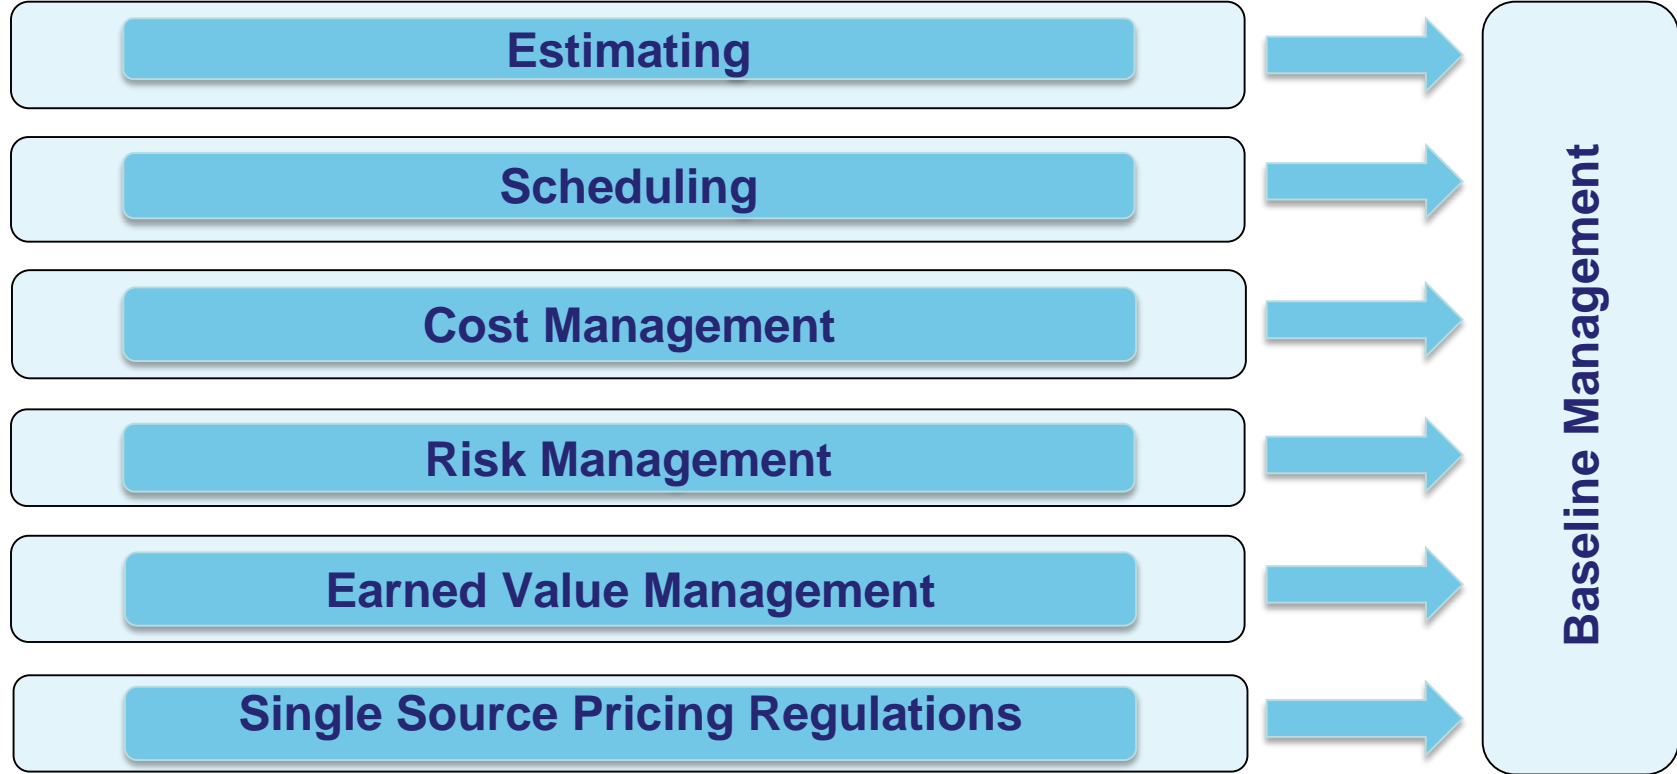 Estimating
Scheduling
Cost Management
Risk Management
Earned Value Management
Single Source Pricing Regulations
Baseline Management